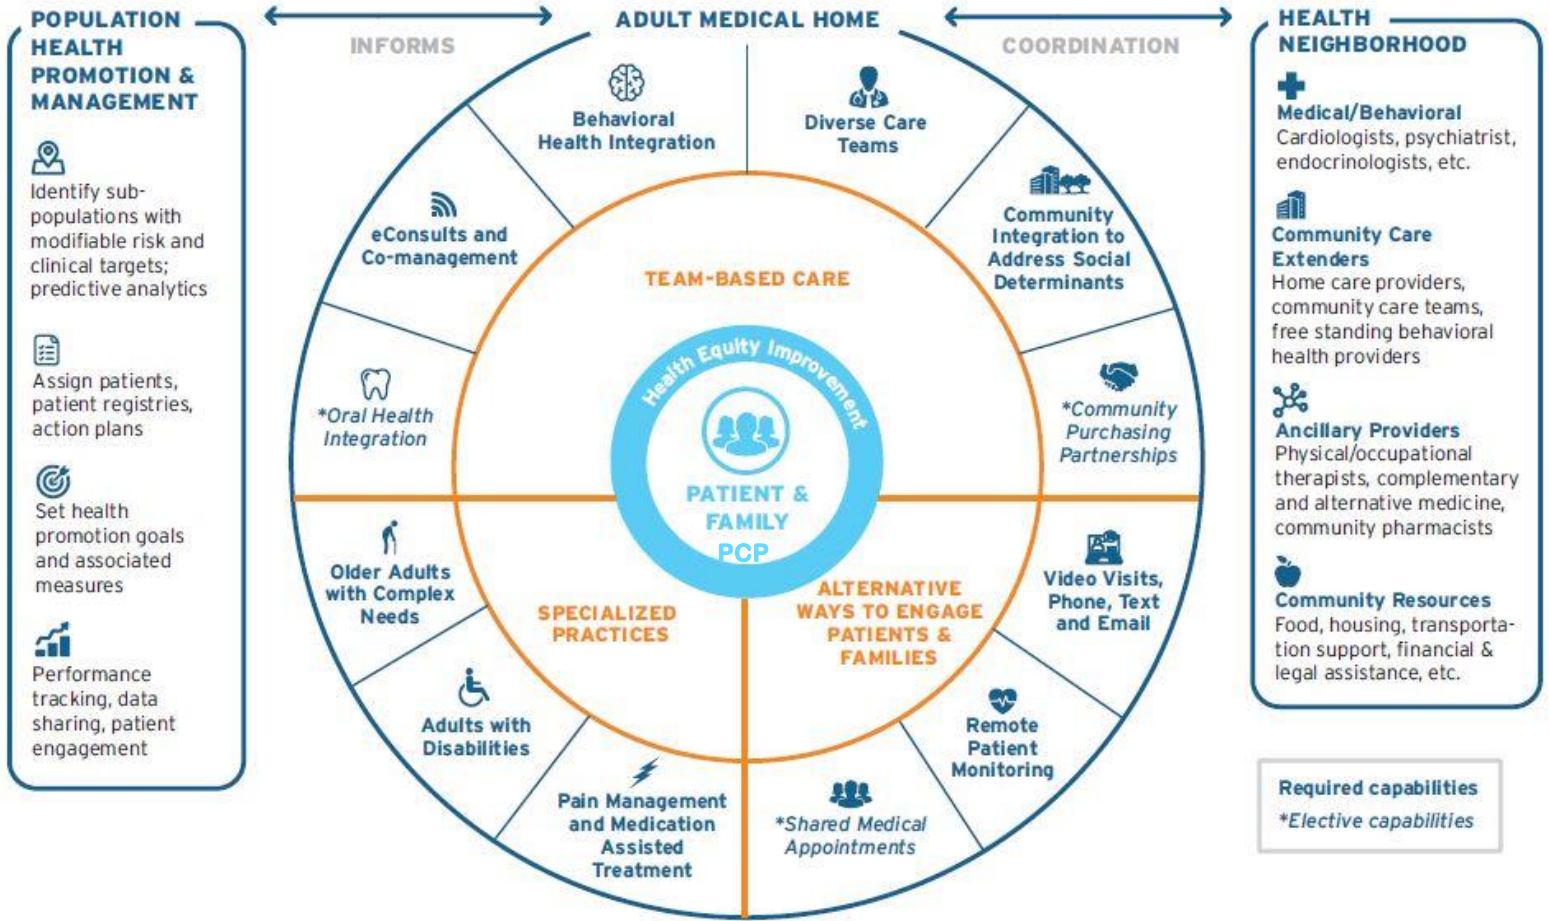 POPULATION
HEALTH
PROMOTION &
MANAGEMENT
Identify sub-
populations with
modifiable risk and
clinical targets;
predictive analytics
Assign patients,
patient registries,
action plans
Set health
promotion goals
and associated
measures
Performance
tracking, data
sharing, patient
engagement
INFORMS
ADULT MEDICAL HOME
COORDINATION
Behavioral
Health Integration
Diverse Care
Teams
eConsults and
Co-management
Community
Integration to
Address Social
Determinants
*Oral Health
Integration
*Community
Purchasing
Partnerships
TEAM-BASED CARE
Health Equity Improvement
PATIENT &
FAMILY
PCP
Older Adults
with Complex
Needs
Adults with
Disabilities
Pain Management
and Medication
Assisted
Treatment
SPECIALIZED
PRACTICES
ALTERNATIVE
WAYS TO ENGAGE
PATIENTS &
FAMILIES
Video Visits,
Phone, Text
and Email
Remote
Patient
Monitoring
*Shared Medical
Appointments
HEALTH
NEIGHBORHOOD
Medical/Behavioral
Cardiologists, psychiatrist,
endocrinologists, etc.
Community Care
Extenders
Home care providers,
community care teams,
free standing behavioral
health providers
Ancillary Providers
Physical/occupational
therapists, complementary
and alternative medicine,
community pharmacists
Community Resources
Food, housing, transporta-
tion support, financial &
legal assistance, etc.
Required capabilities
*Elective capabilities